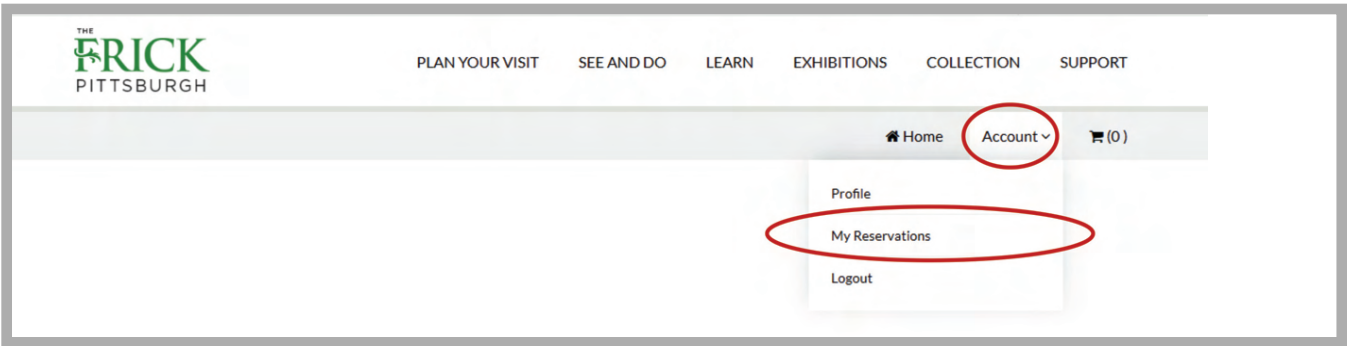 THE
FRICK
PITTSBURGH
PLAN YOUR VISIT SEE AND DO LEARN EXHIBITIONS COLLECTION SUPPORT
Home Account (0)
Profile
My Reservations
Logout